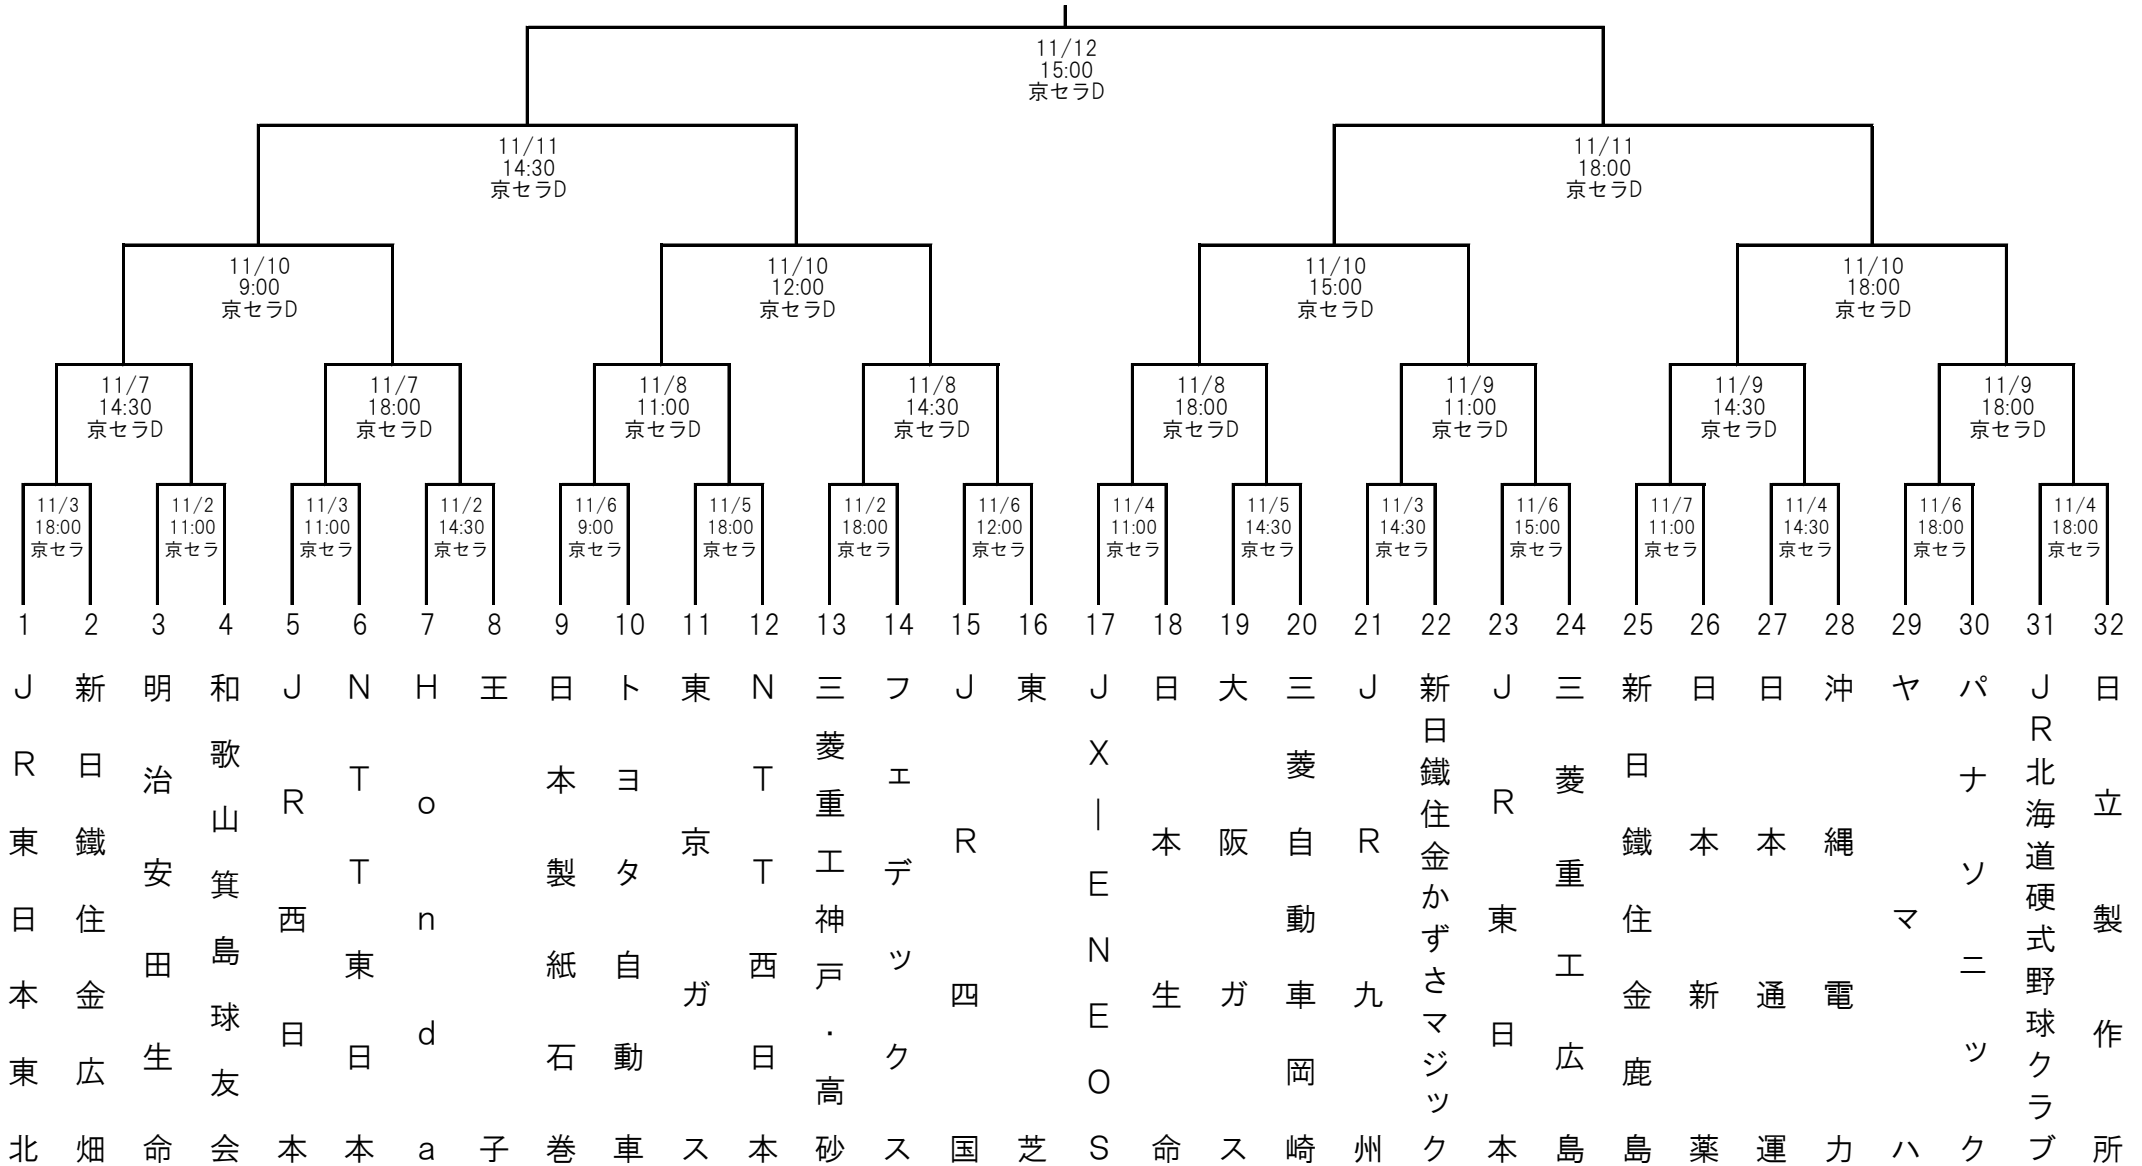 11/12
15:00
京セラD
11/11
14:30
京セラD
11/11
18:00
京セラD
11/10
9:00
京セラD
11/10
12:00
京セラD
11/10
15:00
京セラD
11/10
18:00
京セラD
11/7
14:30
京セラD
11/7
18:00
京セラD
11/8
11:00
京セラD
11/8
14:30
京セラD
11/8
18:00
京セラD
11/9
11:00
京セラD
11/9
14:30
京セラD
11/9
18:00
京セラD
11/3
18:00
京セラ
11/2
11:00
京セラ
11/3
11:00
京セラ
11/2
14:30
京セラ
11/6
9:00
京セラ
11/5
18:00
京セラ
11/2
18:00
京セラ
11/6
12:00
京セラ
11/4
11:00
京セラ
11/5
14:30
京セラ
11/3
14:30
京セラ
11/6
15:00
京セラ
11/7
11:00
京セラ
11/4
14:30
京セラ
11/6
18:00
京セラ
11/4
18:00
京セラ
1 2 3 4 5 6 7 8 9 10 11 12 13 14 15 16 17 18 19 20 21 22 23 24 25 26 27 28 29 30 31 32
JR東日本東北
新日鐵住金広畑
明治安田生命
和歌山箕島球友会
JR西日本
NTT東日本
Honda
王子
日本製紙石巻
トヨタ自動車
東京ガス
NTT西日本
三菱重工神戸・高砂
フェデックス
JR四国
東芝
JX－ENEOS
日本生命
大阪ガス
三菱自動車岡崎
JR九州
新日鐵住金かずさマジック
JR東日本
三菱重工広島
新日鐵住金鹿島
日本新薬
日本通運
沖縄電力
ヤマハ
パナソニック
JR北海道硬式野球クラブ
日立製作所